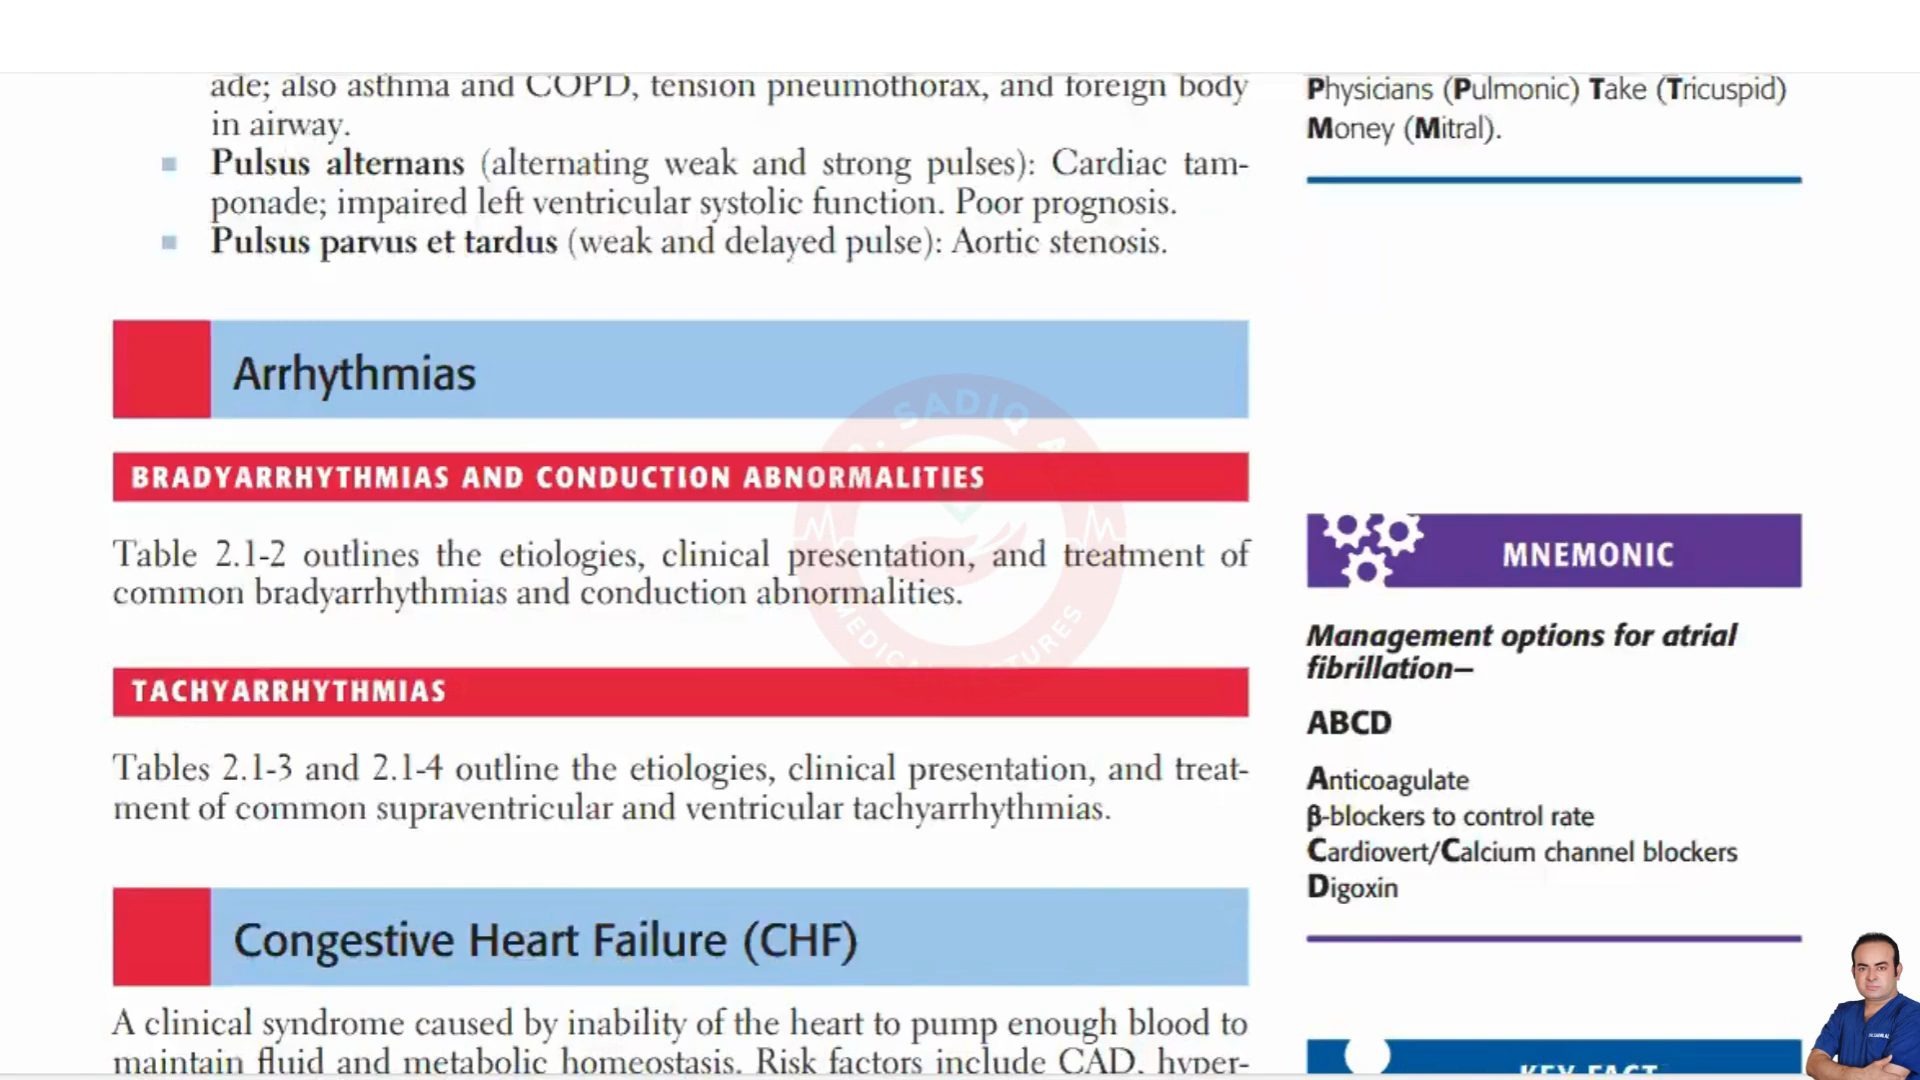 ade; also asthma and COPD, tension pneumothorax, and foreign body
in airway.
Pulsus alternans (alternating weak and strong pulses): Cardiac tam-
ponade; impaired left ventricular systolic function. Poor prognosis.
Pulsus parvus et tardus (weak and delayed pulse): Aortic stenosis.
Arrhythmias
BRADYARRHYTHMIAS AND CONDUCTION ABNORMALITIES
Table 2.1-2 outlines the etiologies, clinical presentation, and treatment of
common bradyarrhythmias and conduction abnormalities.
TACHYARRHYTHMIAS
Tables 2.1-3 and 2.1-4 outline the etiologies, clinical presentation, and treat-
ment of common supraventricular and ventricular tachyarrhythmias.
Congestive Heart Failure (CHF)
A clinical syndrome caused by inability of the heart to pump enough blood to
maintain fluid and metabolic homeostasis. Risk factors include CAD, hyper-
Physicians (Pulmonic) Take (Tricuspid)
Money (Mitral).
MNEMONIC
Management options for atrial
fibrillation—
ABCD
Anticoagulate
β-blockers to control rate
Cardiovert/Calcium channel blockers
Digoxin
KEY FACT
SADIQ